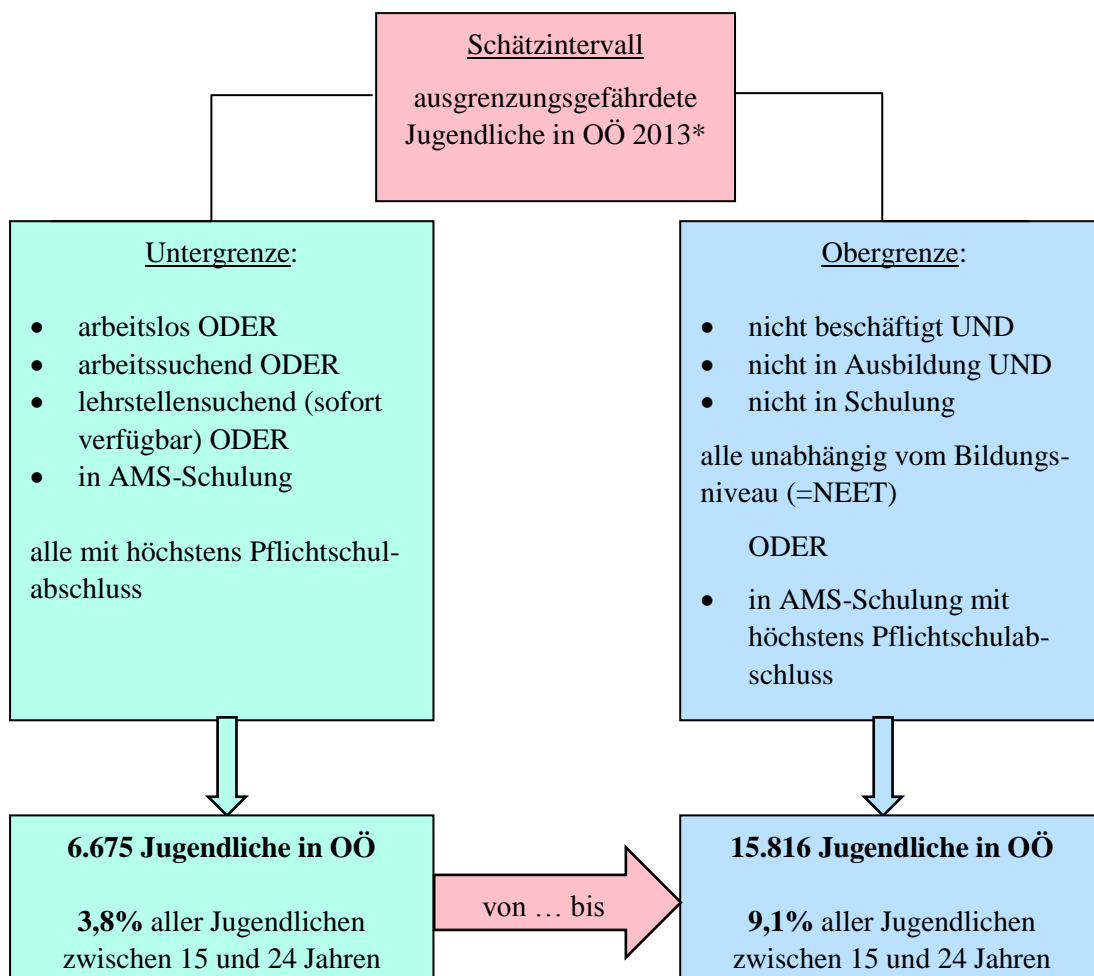 Schätzintervall
ausgrenzungsgefährdete
Jugendliche in OÖ 2013*
Untergrenze:
• arbeitslos ODER
• arbeitssuchend ODER
• lehrstellensuchend (sofort
verfügbar) ODER
• in AMS-Schulung
alle mit höchstens Pflichtschul-
abschluss
Obergrenze:
• nicht beschäftigt UND
• nicht in Ausbildung UND
• nicht in Schulung
alle unabhängig vom Bildungs-
niveau (=NEET)
ODER
• in AMS-Schulung mit
höchstens Pflichtschulab-
schluss
6.675 Jugendliche in OÖ
3,8% aller Jugendlichen
zwischen 15 und 24 Jahren
von … bis
15.816 Jugendliche in OÖ
9,1% aller Jugendlichen
zwischen 15 und 24 Jahren